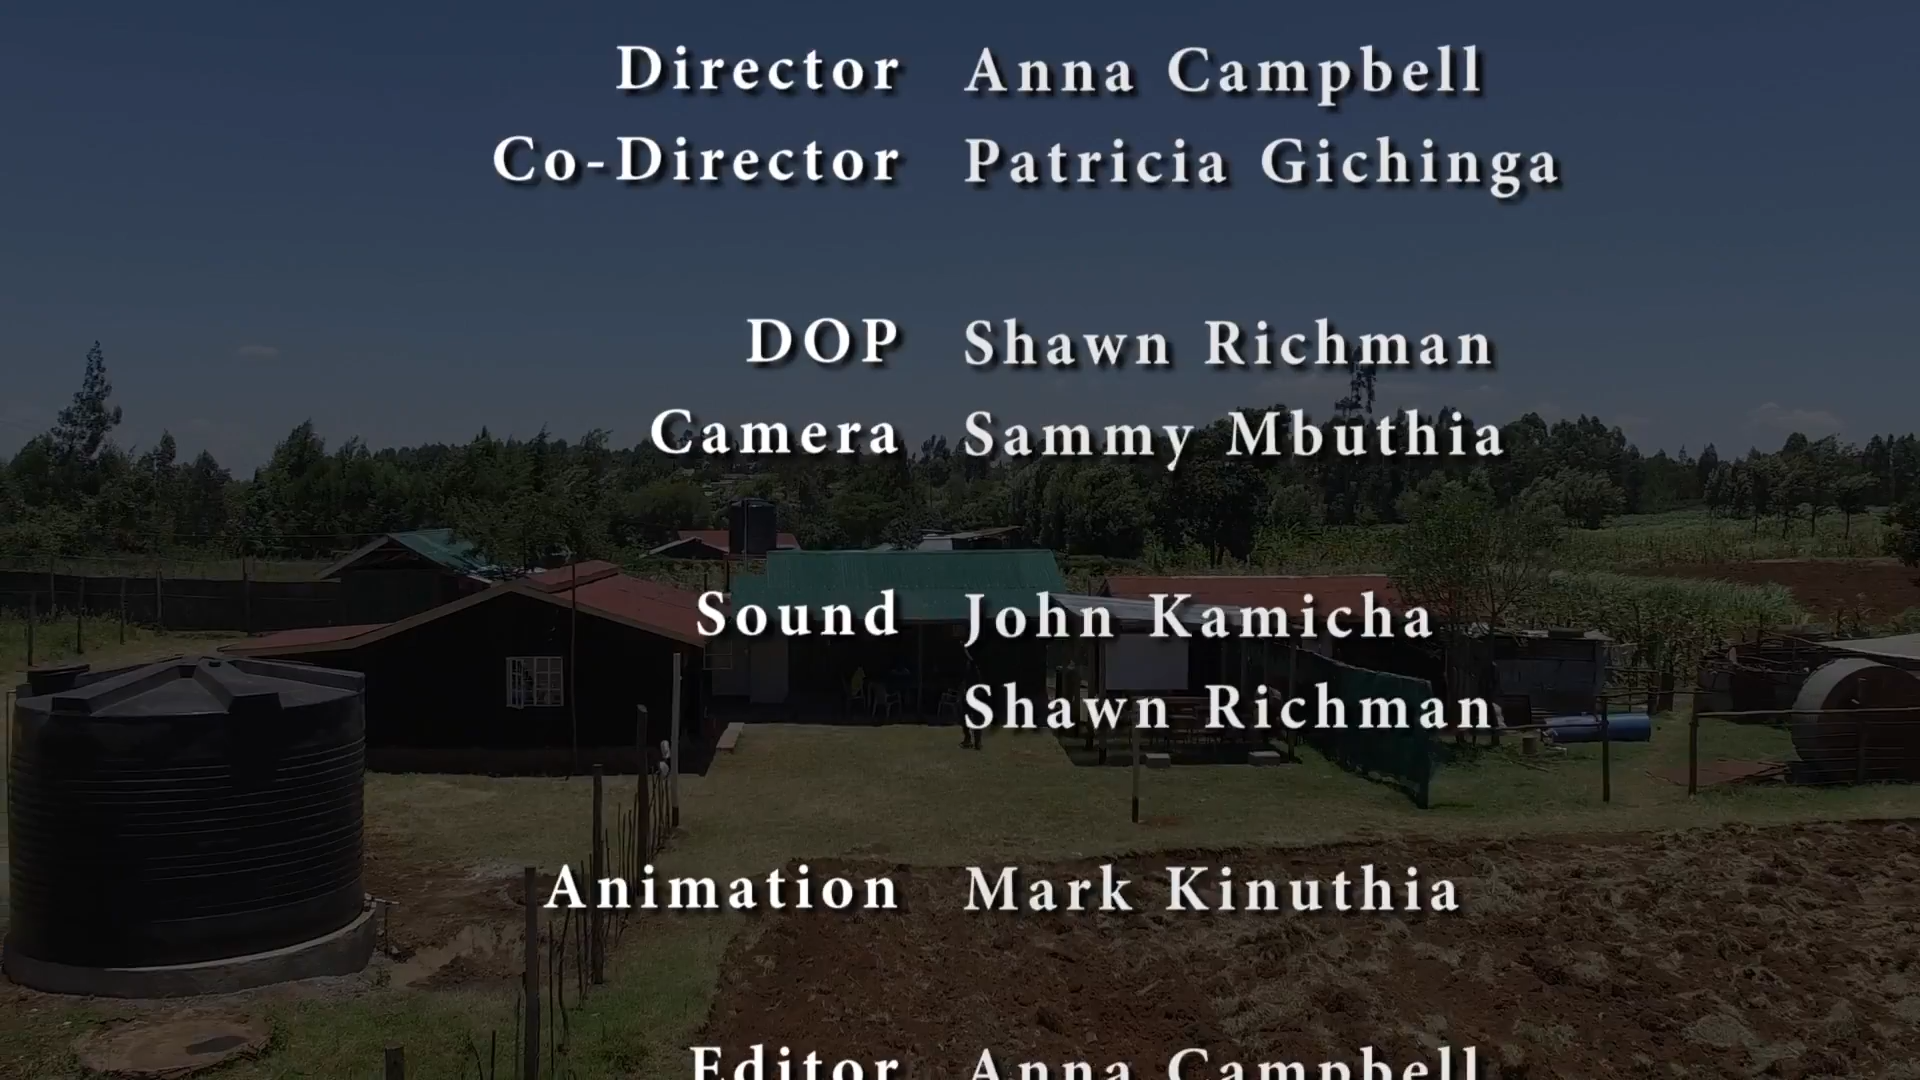 Director Anna Campbell
Co-Director Patricia Gichinga
DOP Shawn Richman
Camera Sammy Mbuthia
Sound John Kamicha
Shawn Richman
Animation Mark Kinuthia
Editor Anna Campbell